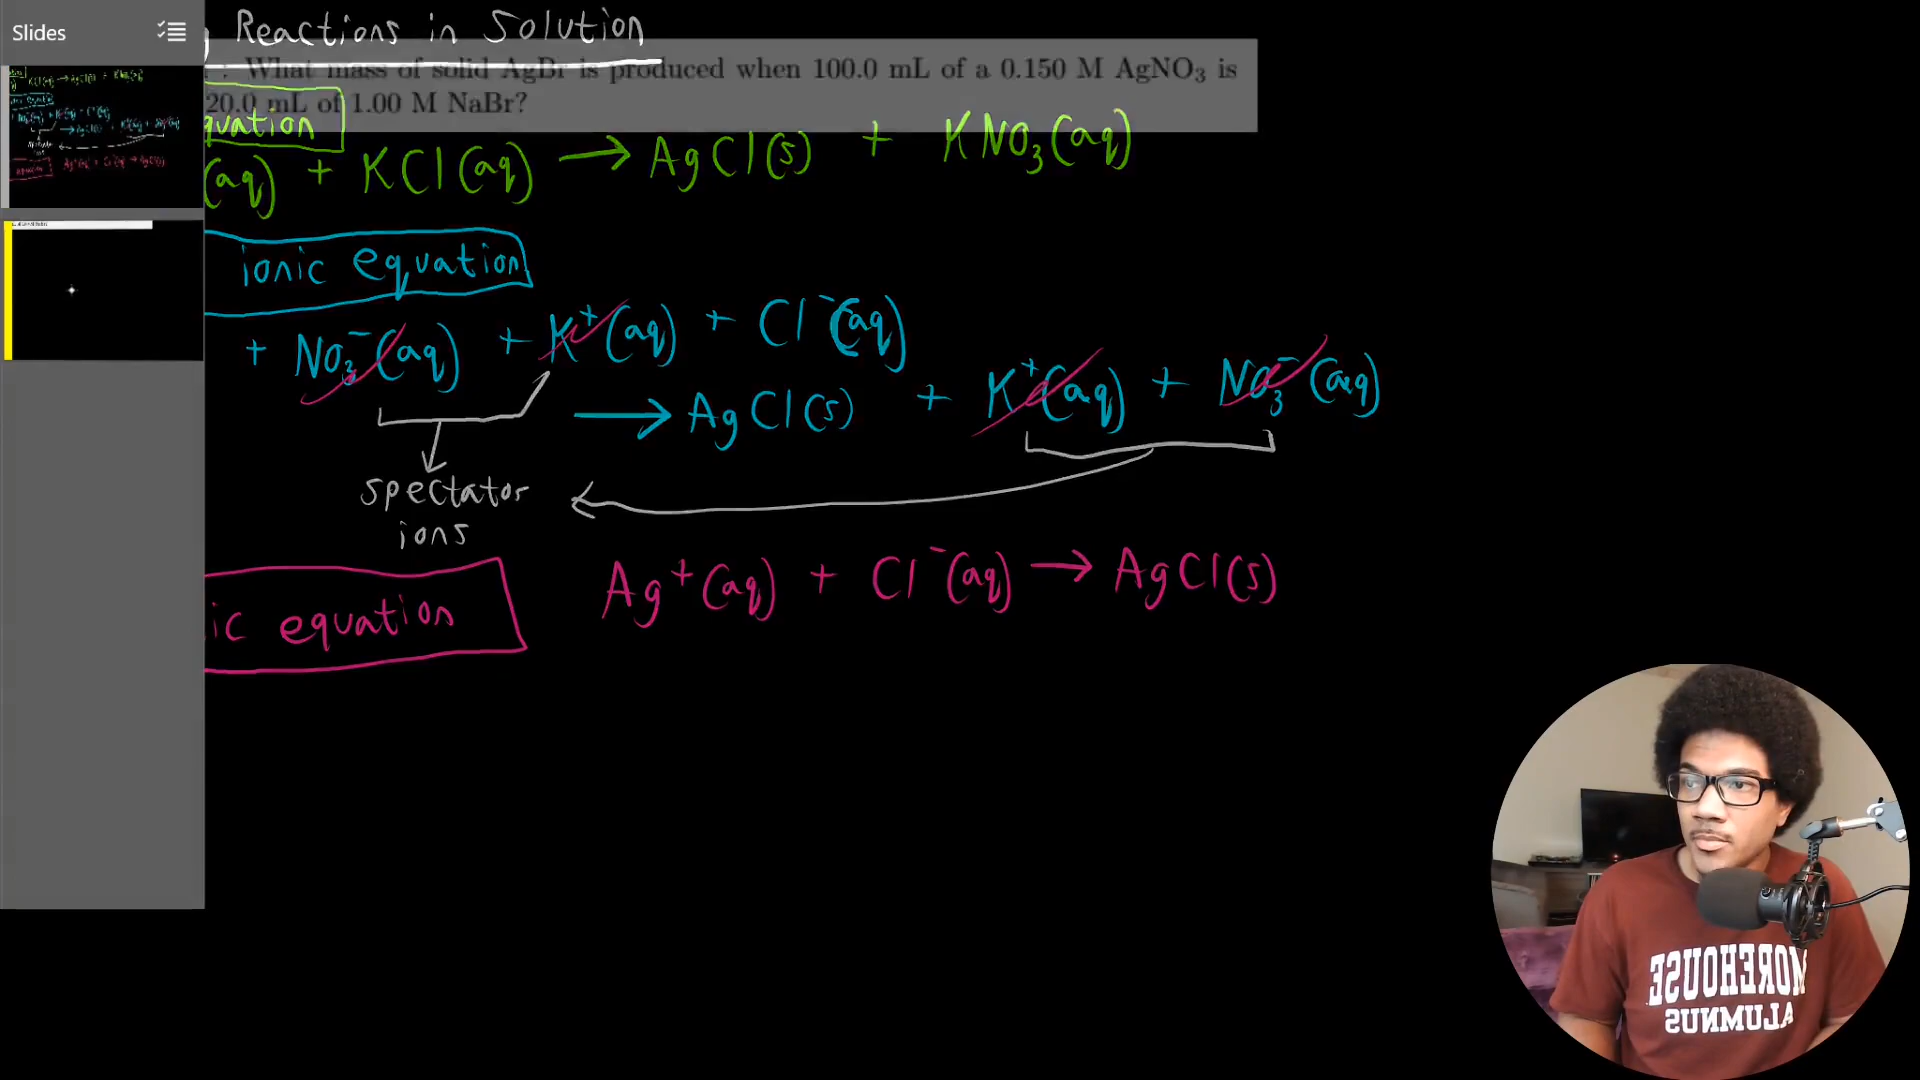 Slides
Reactions in Solution
: What mass of solid AgBr is produced when 100.0 mL of a 0.150 M AgNO₃ is
20.0 mL of 1.00 M NaBr?
quation
(aq) + KCl(aq) → AgCl(s) + KNO₃(aq)
ionic equation
+ NO₃⁻(aq) + K⁺(aq) + Cl⁻(aq)
→ AgCl(s) + K⁺(aq) + NO₃⁻(aq)
spectator
ions
ic equation
Ag⁺(aq) + Cl⁻(aq) → AgCl(s)
MOREHOUSE
ALUMNUS